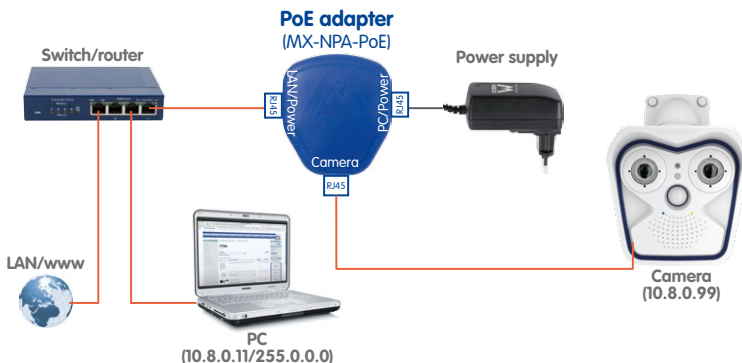 PoE adapter
(MX-NPA-PoE)
Switch/router
Power supply
LAN/Power
PC/Power
RJ45
RJ45
Camera
RJ45
LAN/www
Camera
(10.8.0.99)
PC
(10.8.0.11/255.0.0.0)